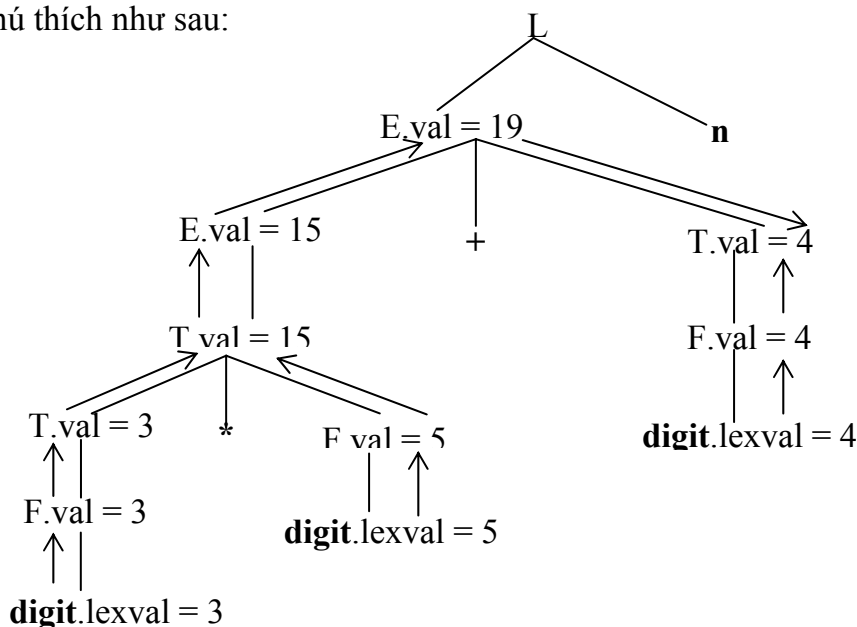 hú thích như sau:
L
E.val = 19
n
E.val = 15
+
T.val = 4
T.val = 15
F.val = 4
T.val = 3
*
F.val = 5
digit.lexval = 4
F.val = 3
digit.lexval = 5
digit.lexval = 3